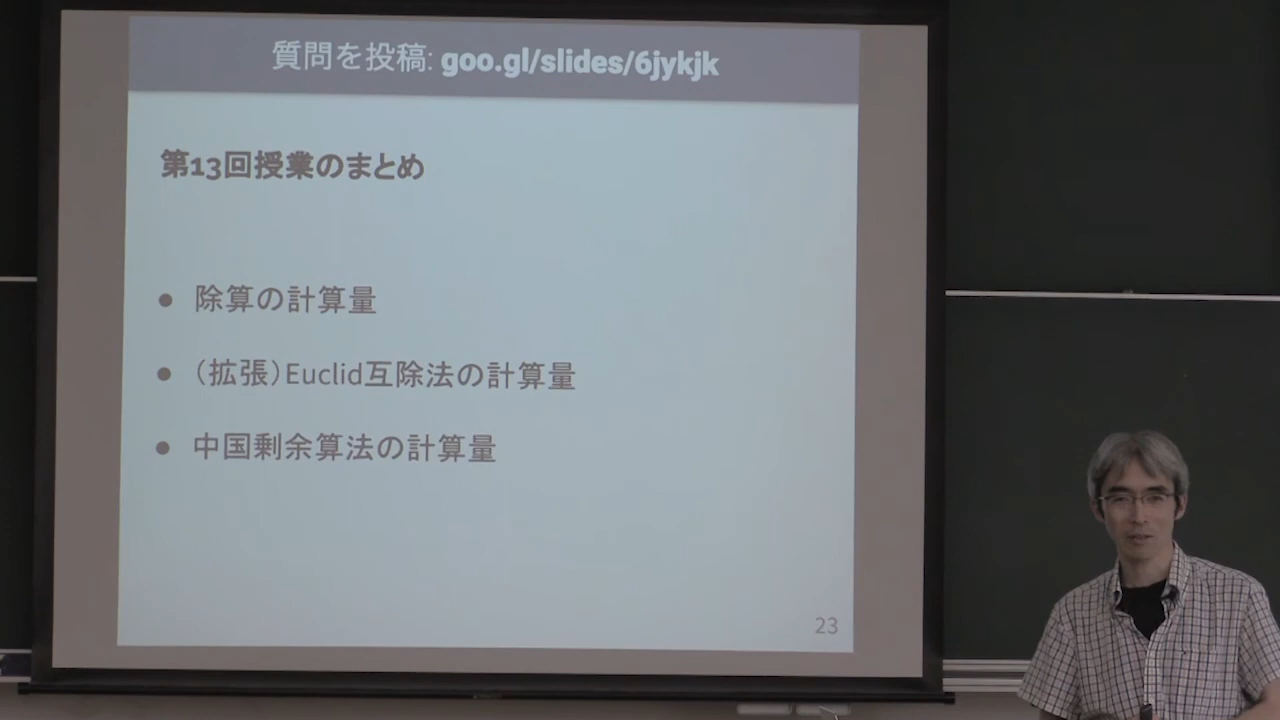 質問を投稿: goo.gl/slides/6jykjk
第13回授業のまとめ
● 除算の計算量
● （拡張）Euclid互除法の計算量
● 中国剰余算法の計算量
23